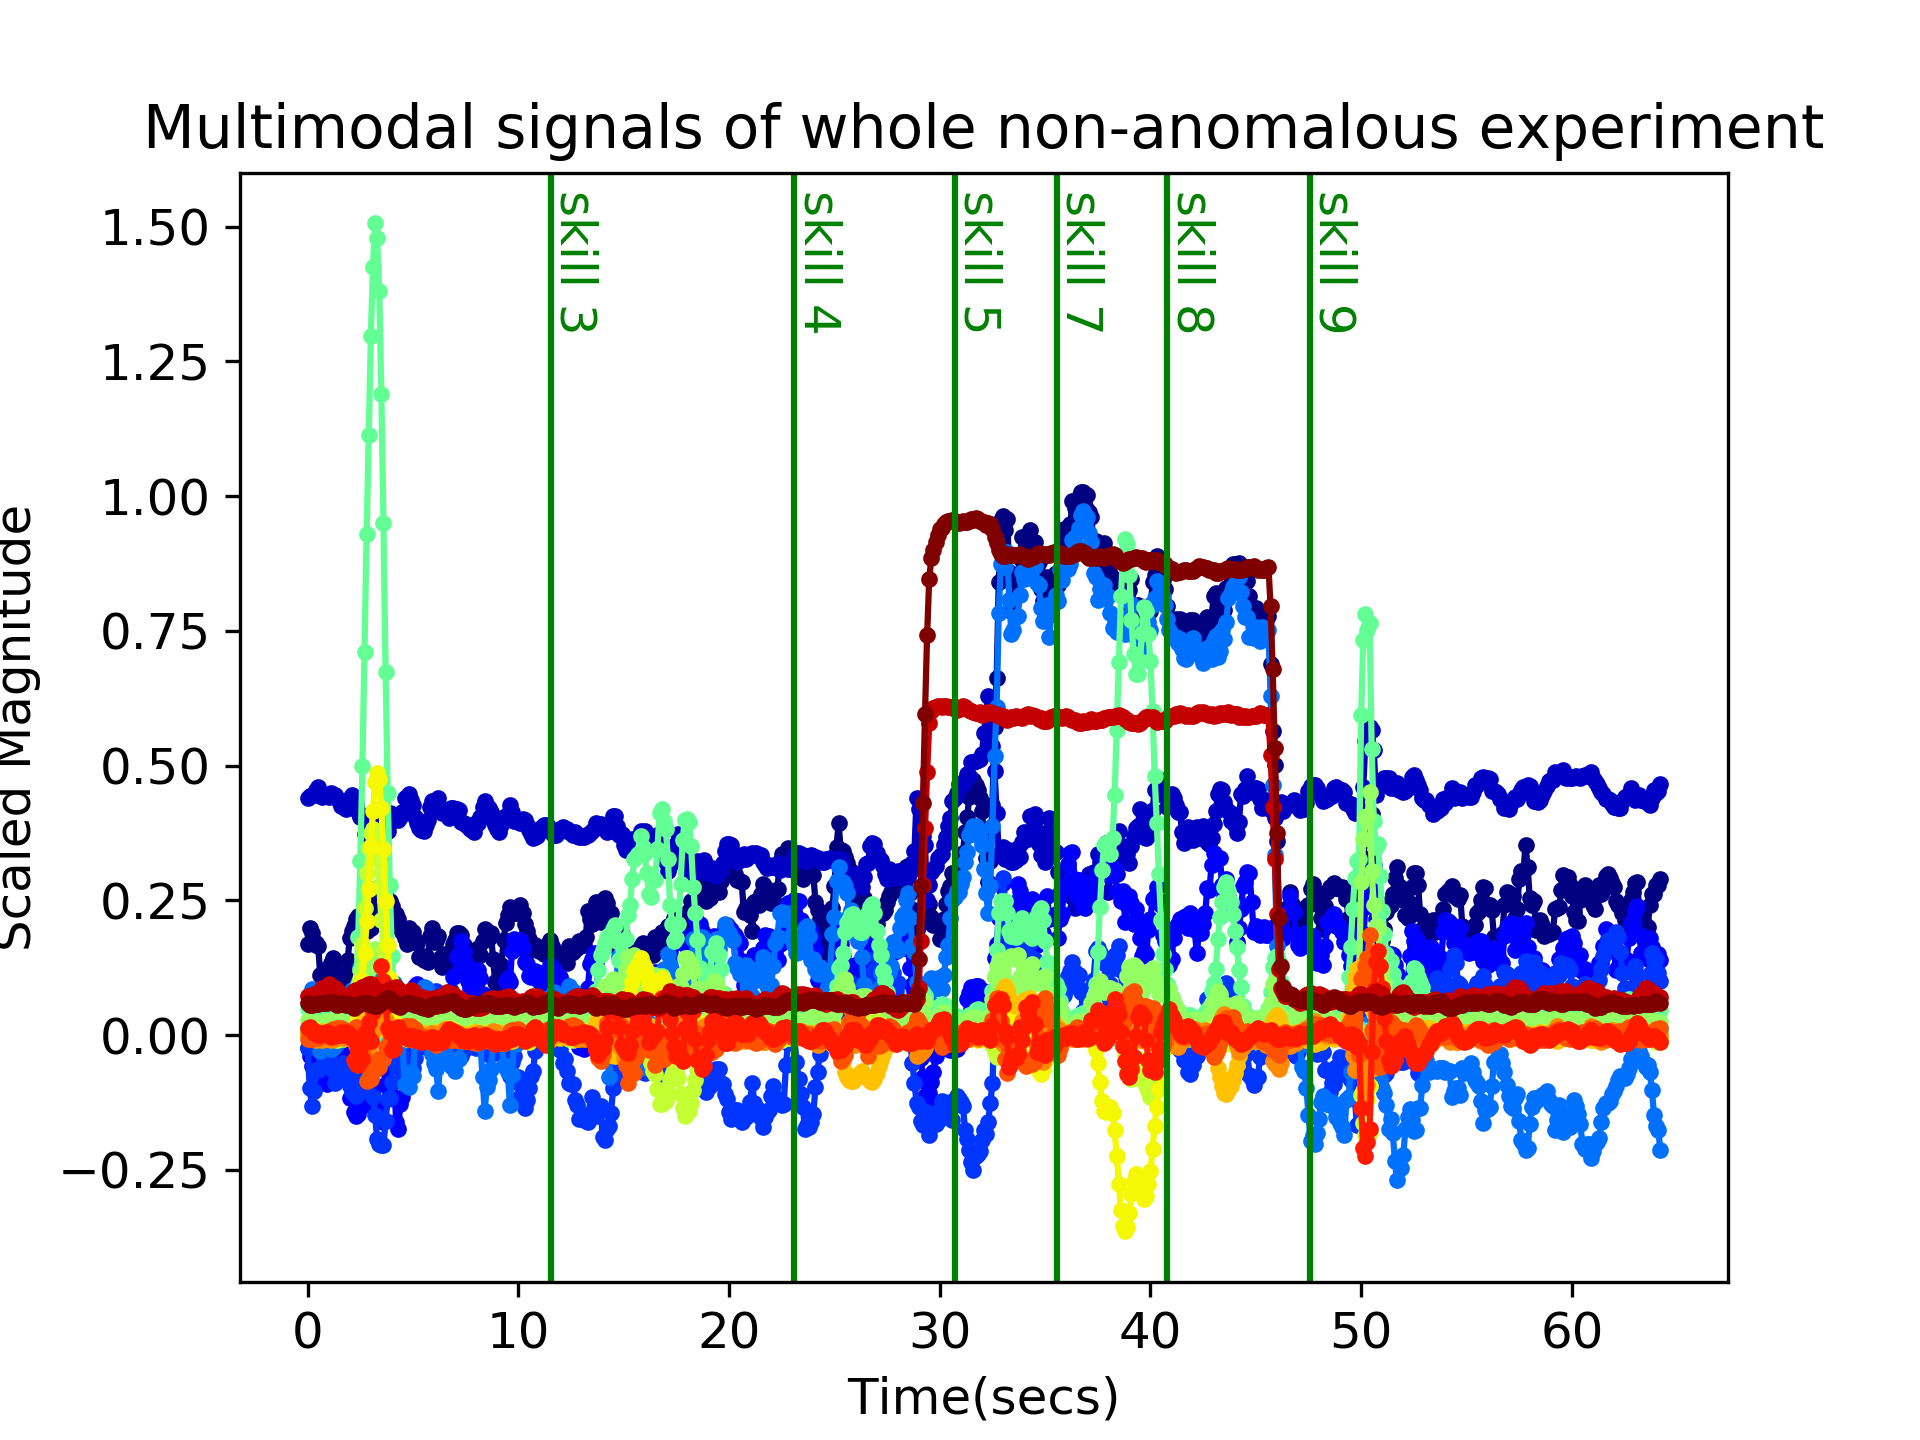 Multimodal signals of whole non-anomalous experiment
Scaled Magnitude
1.50
1.25
1.00
0.75
0.50
0.25
0.00
−0.25
skill 3
skill 4
skill 5
skill 7
skill 8
skill 9
0 10 20 30 40 50 60
Time(secs)